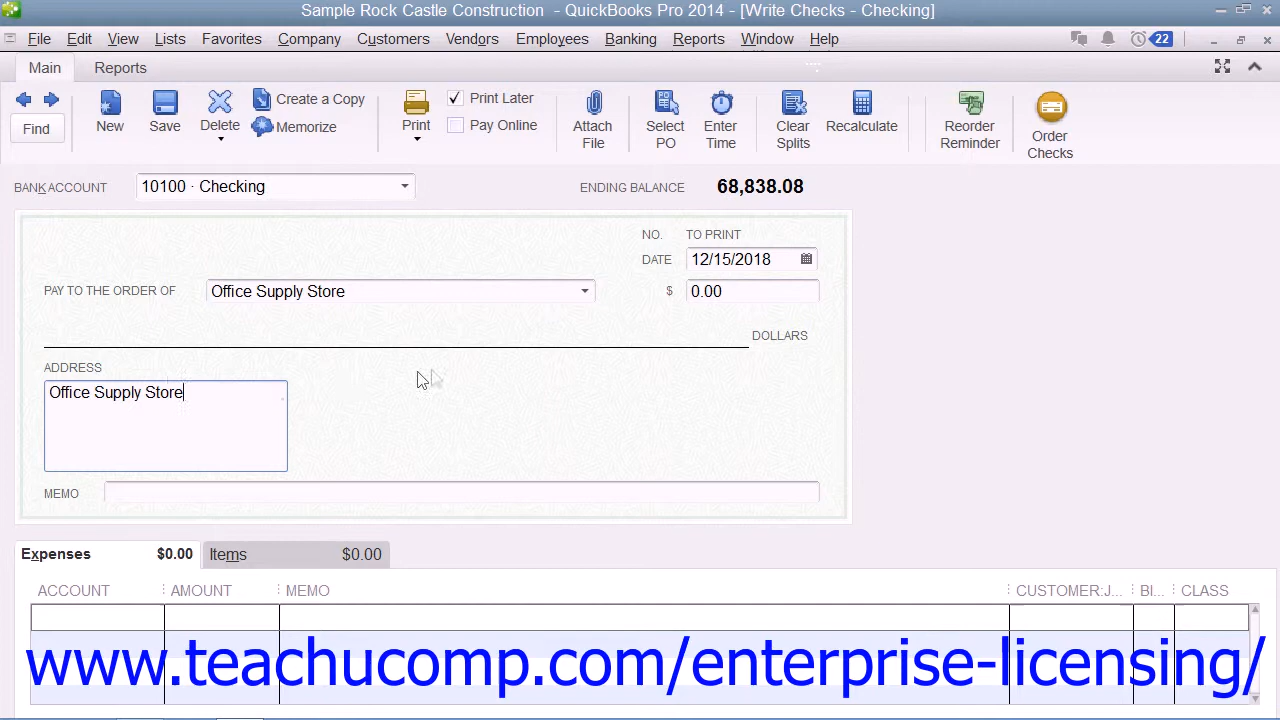 Sample Rock Castle Construction - QuickBooks Pro 2014 - [Write Checks - Checking]
File Edit View Lists Favorites Company Customers Vendors Employees Banking Reports Window Help 22
Main Reports
Find
New
Save
Delete
Create a Copy
Memorize
Print
Print Later
Pay Online
Attach
File
Select
PO
Enter
Time
Clear
Splits
Recalculate
Reorder
Reminder
Order
Checks
BANK ACCOUNT 10100 · Checking ENDING BALANCE 68,838.08
NO. TO PRINT
DATE 12/15/2018
PAY TO THE ORDER OF Office Supply Store $ 0.00
DOLLARS
ADDRESS
Office Supply Store
MEMO
Expenses $0.00 Items $0.00
ACCOUNT AMOUNT MEMO CUSTOMER:J... BI... CLASS
www.teachucomp.com/enterprise-licensing/